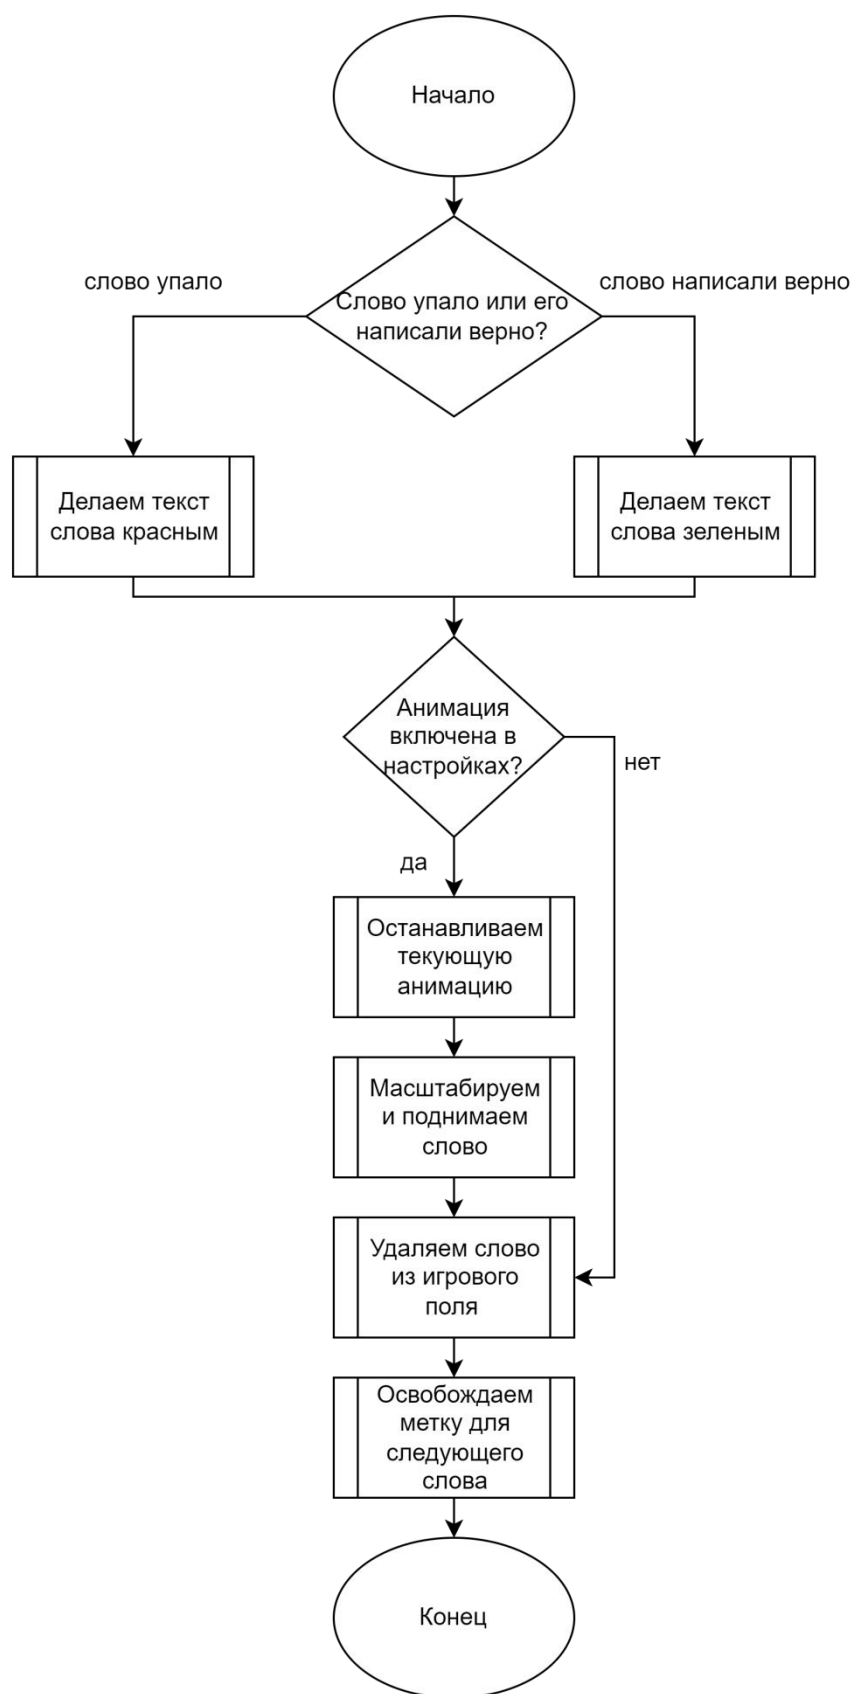 Начало
слово упало
слово написали верно
Слово упало или его
написали верно?
Делаем текст
слова красным
Делаем текст
слова зеленым
Анимация
включена в
настройках?
нет
да
Останавливаем
текующую
анимацию
Масштабируем
и поднимаем
слово
Удаляем слово
из игрового
поля
Освобождаем
метку для
следующего
слова
Конец